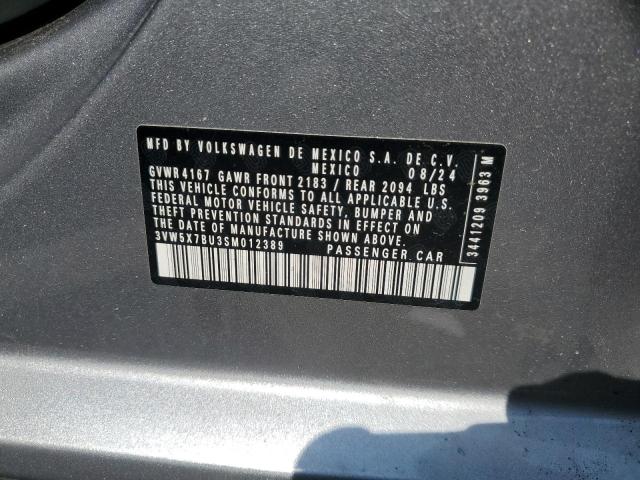 MFD BY VOLKSWAGEN DE MEXICO S.A. DE C.V.
MEXICO 08/24
GVWR 4167 GAWR FRONT 2183 / REAR 2094 LBS
THIS VEHICLE CONFORMS TO ALL APPLICABLE U.S.
FEDERAL MOTOR VEHICLE SAFETY, BUMPER AND
THEFT PREVENTION STANDARDS IN EFFECT ON
THE DATE OF MANUFACTURE SHOWN ABOVE.
3VW5X7BU3SM012389 PASSENGER CAR
3441209 3963 M